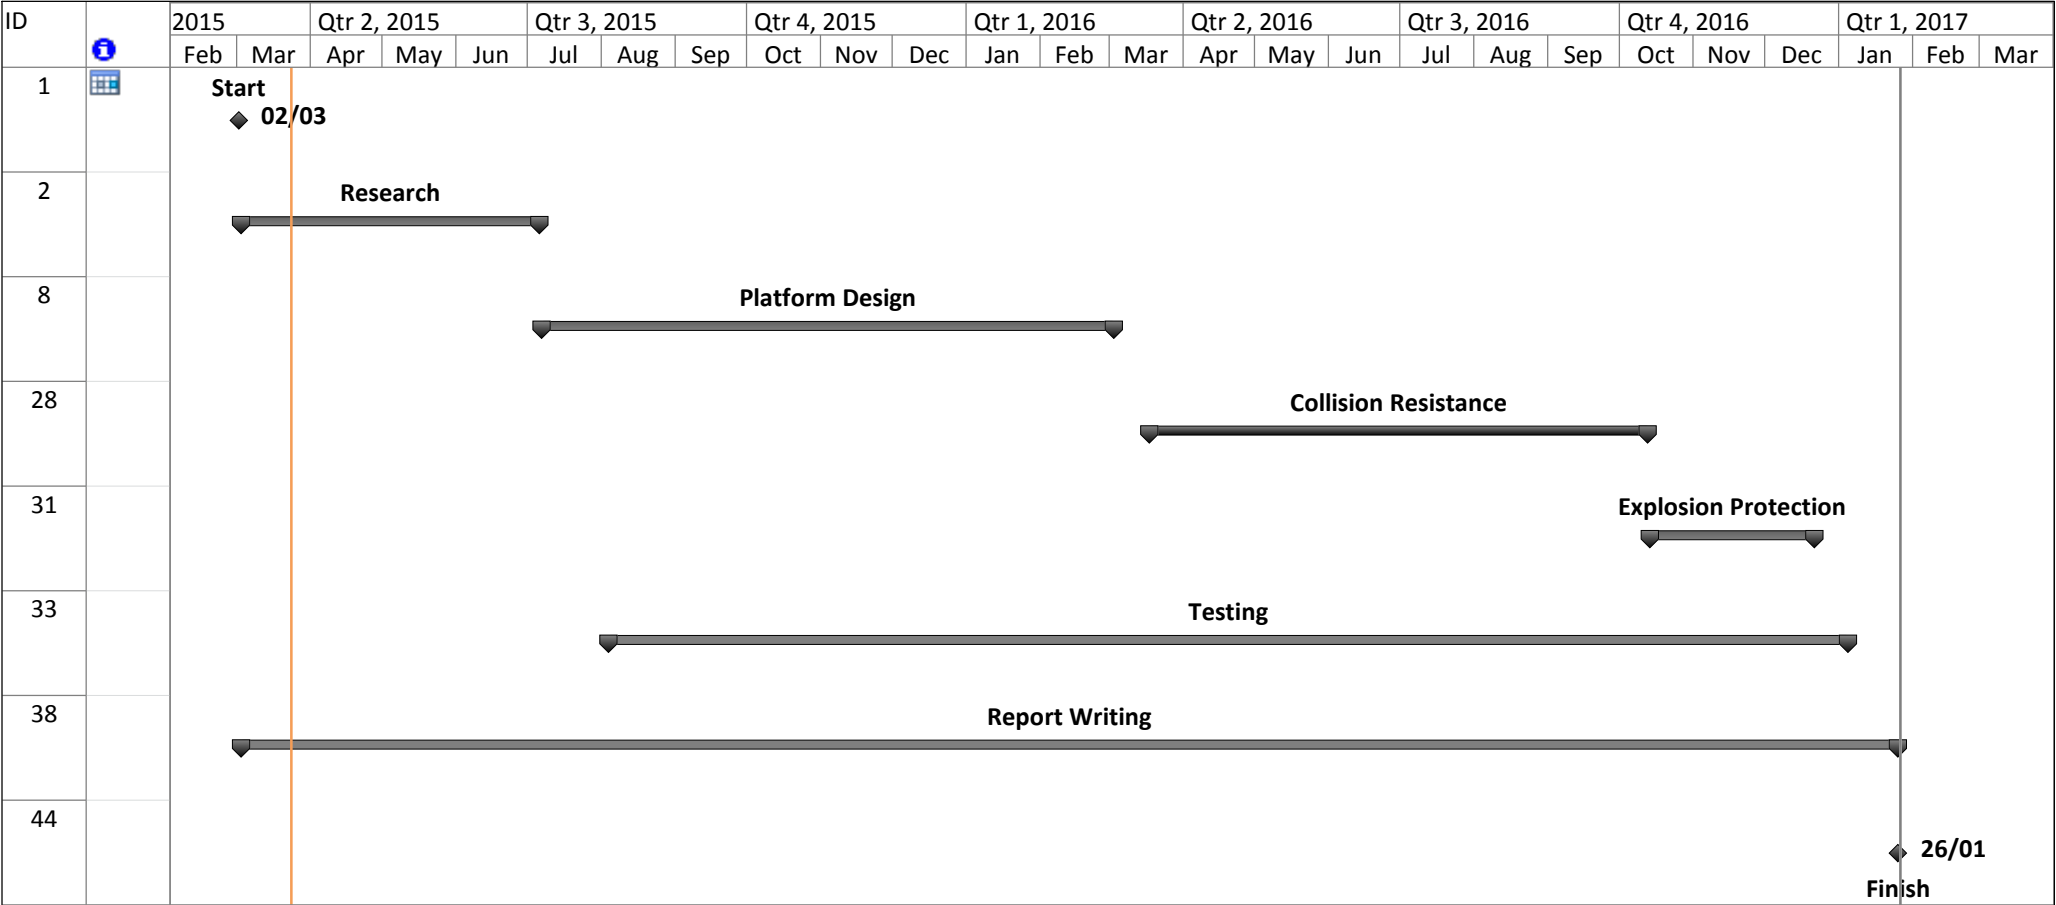 ID 2015 Qtr 2, 2015 Qtr 3, 2015 Qtr 4, 2015 Qtr 1, 2016 Qtr 2, 2016 Qtr 3, 2016 Qtr 4, 2016 Qtr 1, 2017
Feb Mar Apr May Jun Jul Aug Sep Oct Nov Dec Jan Feb Mar Apr May Jun Jul Aug Sep Oct Nov Dec Jan Feb Mar
1 Start
02/03
2 Research
8 Platform Design
28 Collision Resistance
31 Explosion Protection
33 Testing
38 Report Writing
44
26/01
Finish